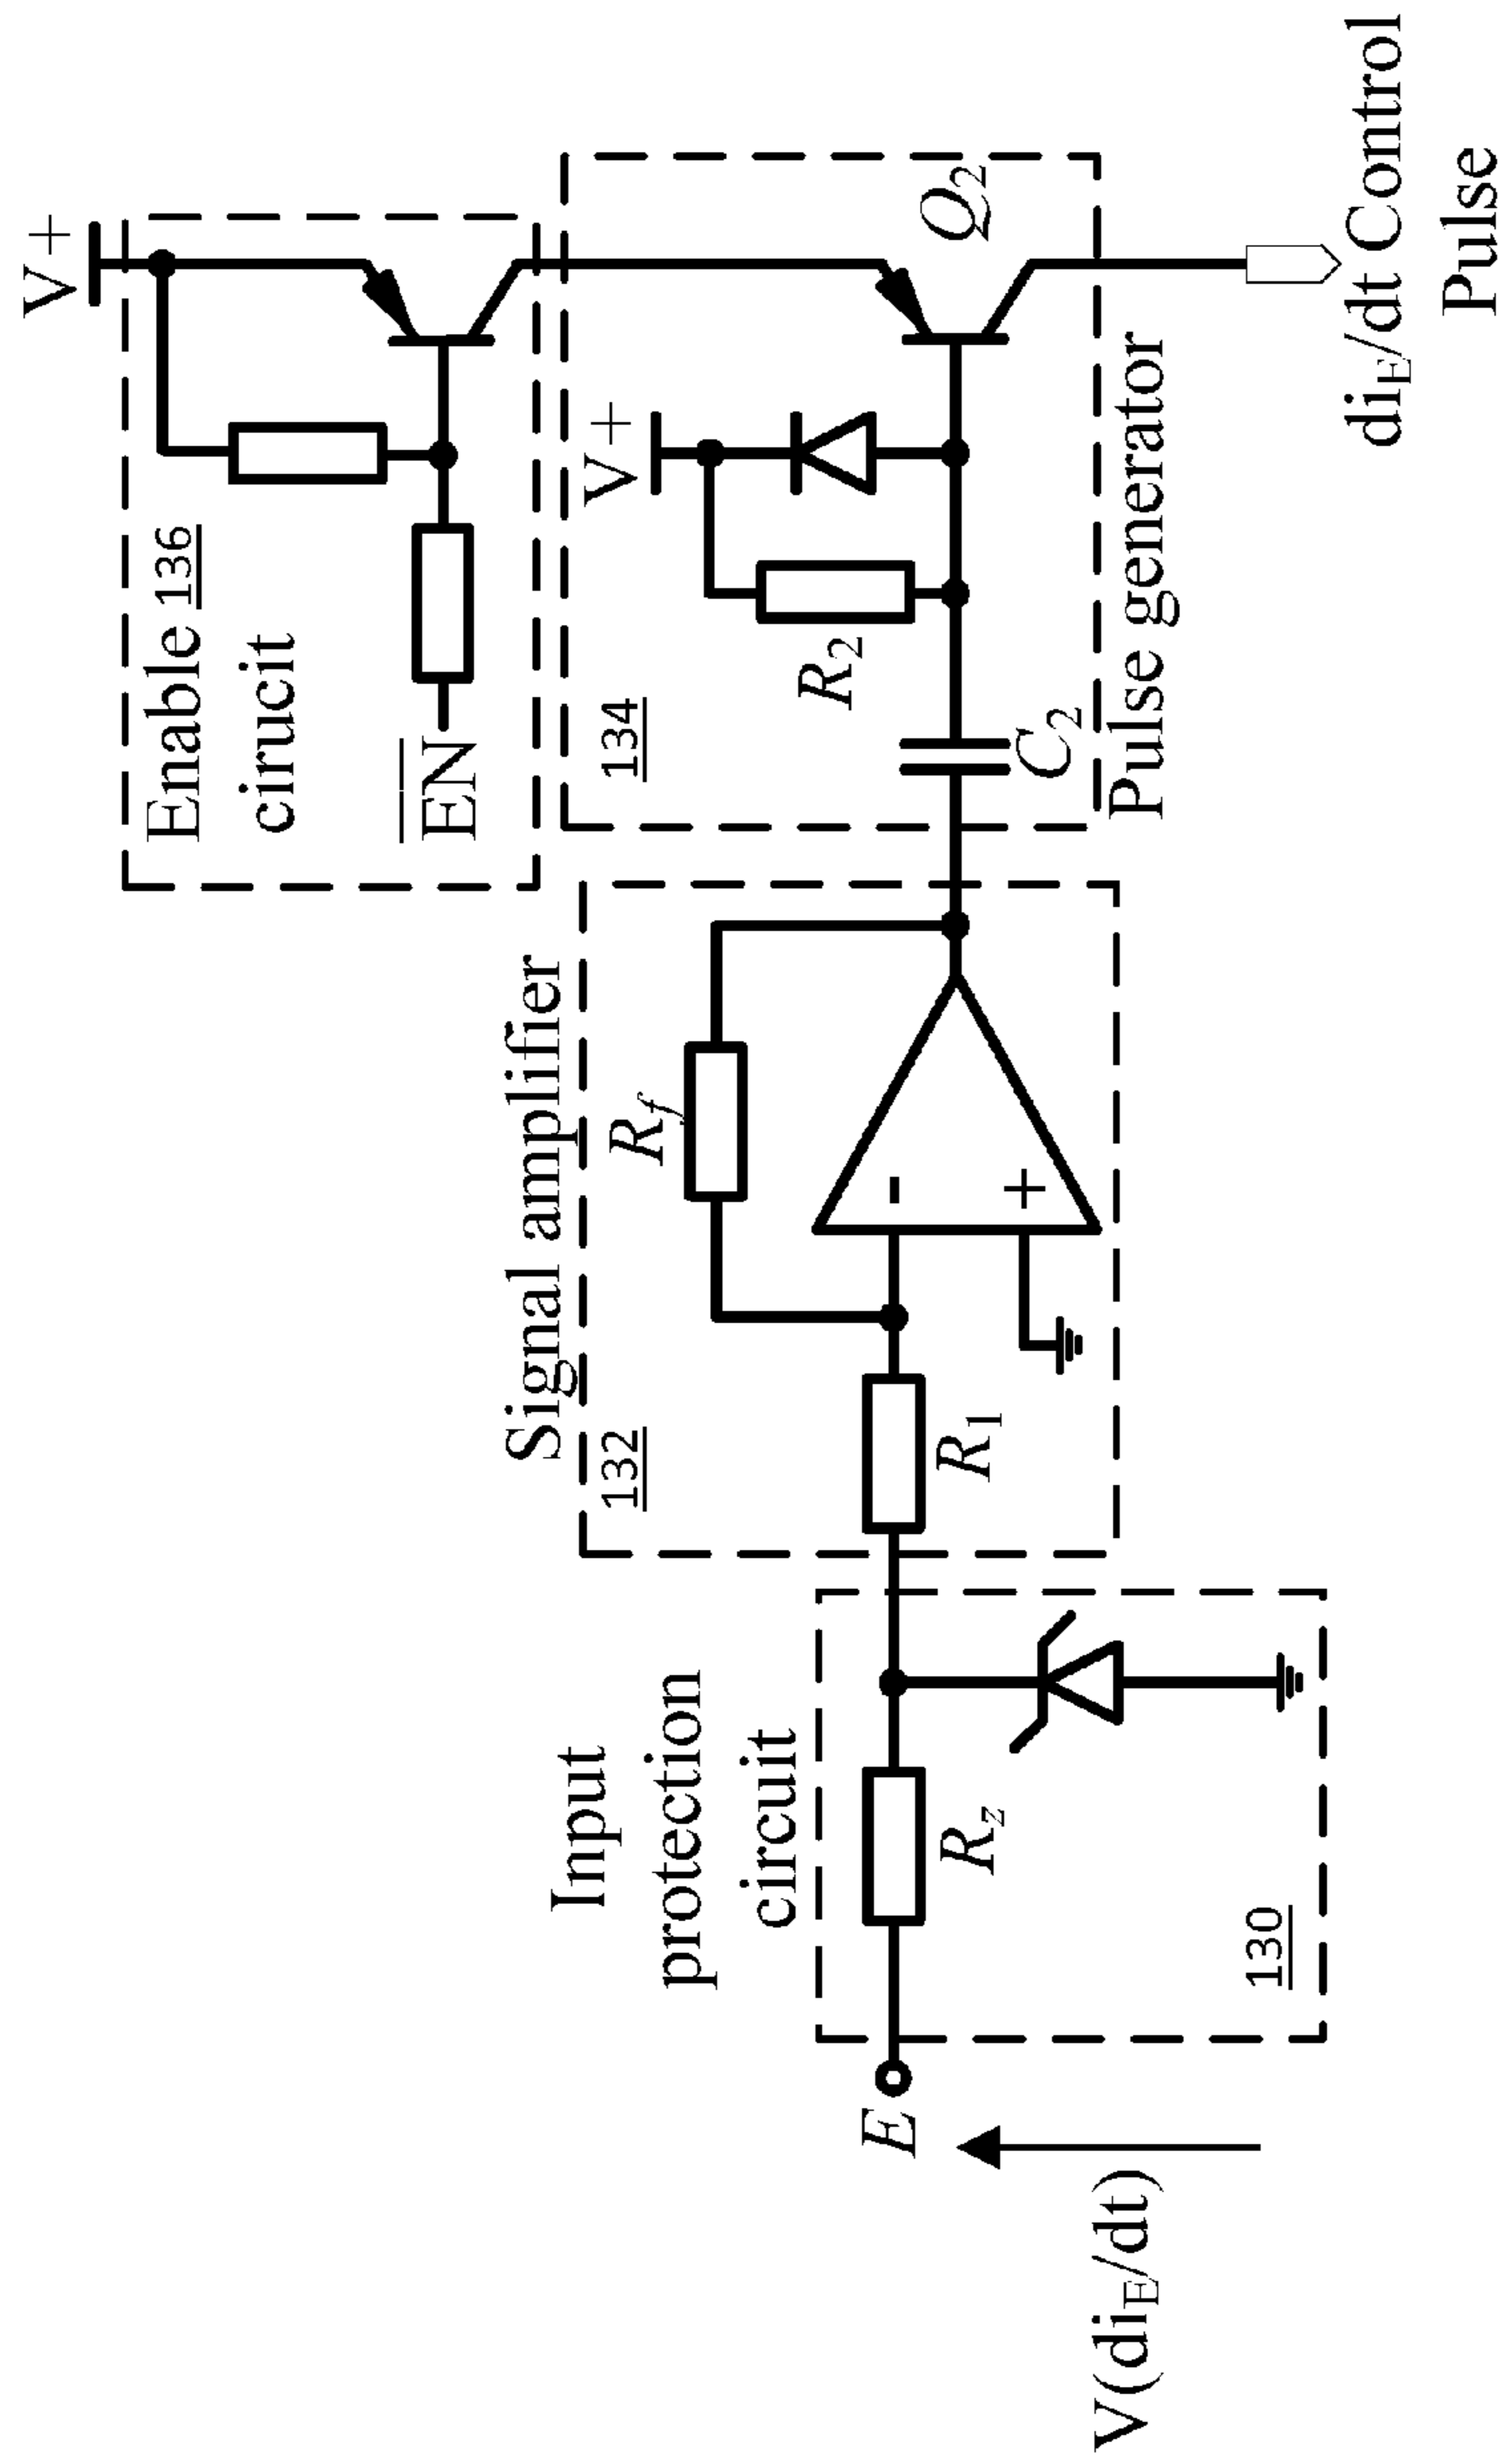 V+
Enable 136
cirucit
E̅N̅
V+
134
R2
C2
Q2
Pulse generator
diE/dt Control
Pulse
Signal amplifier
132
Rf
-
+
R1
Input
protection
circuit
Rz
130
E
V(diE/dt)